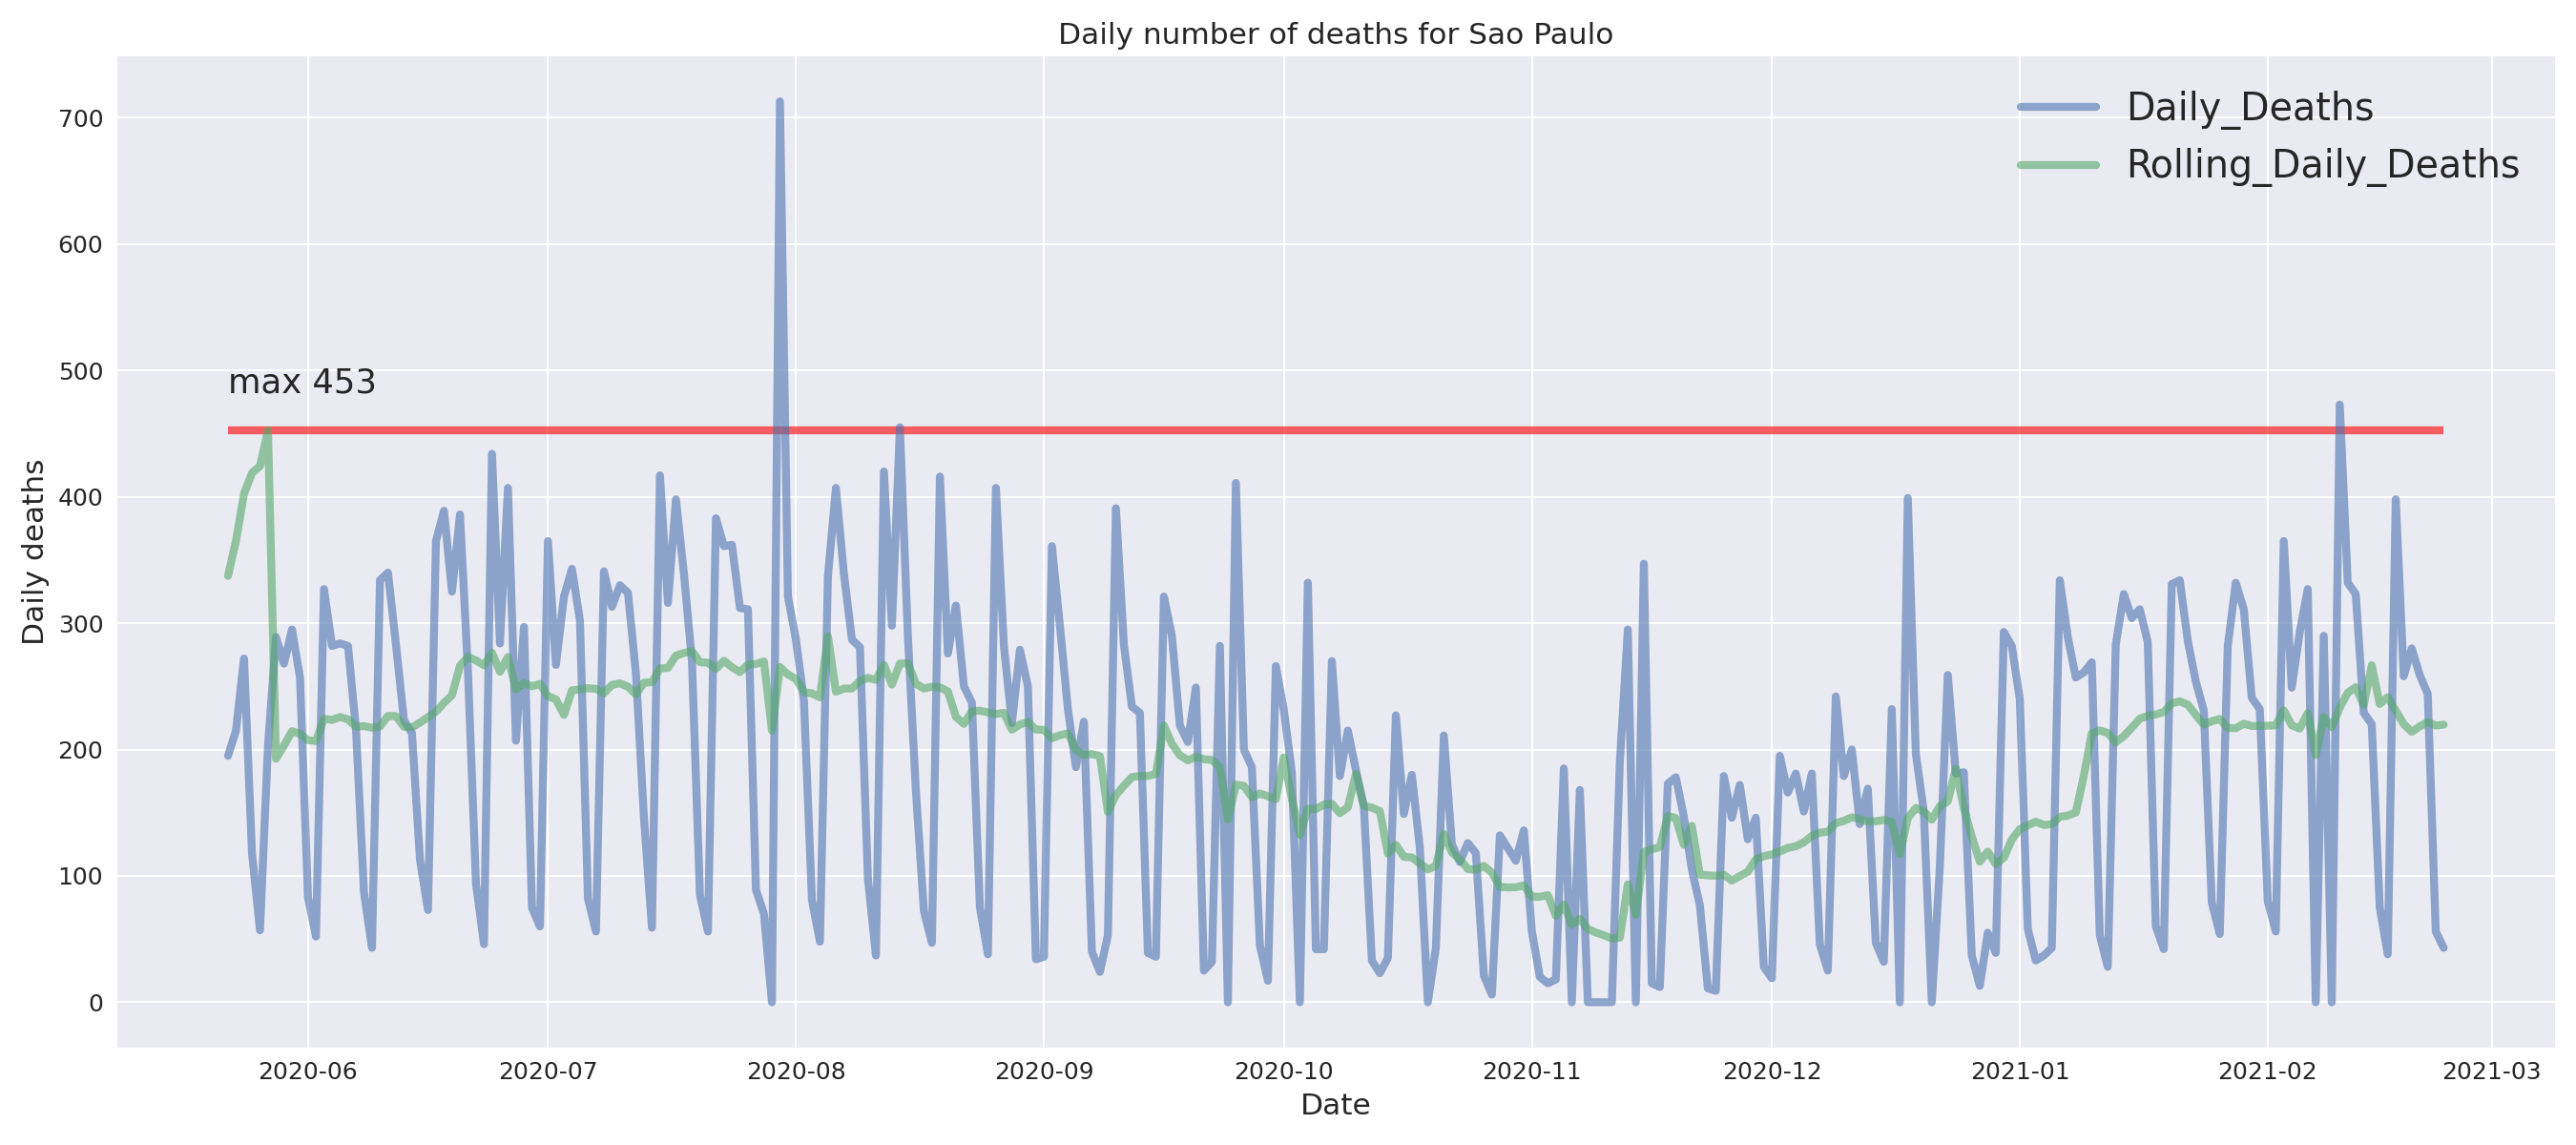 Daily number of deaths for Sao Paulo
Daily_Deaths
Rolling_Daily_Deaths
max 453
Daily deaths
700
600
500
400
300
200
100
0
2020-06 2020-07 2020-08 2020-09 2020-10 2020-11 2020-12 2021-01 2021-02 2021-03
Date